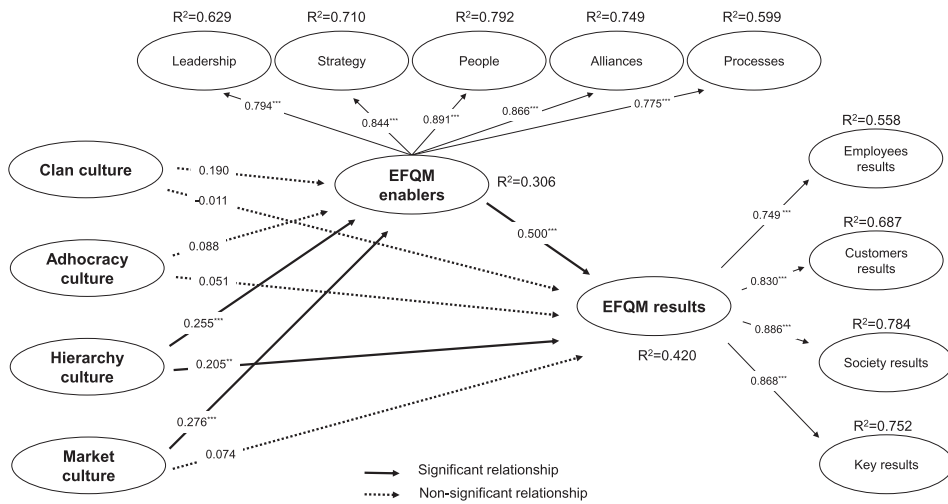 R²=0.629
R²=0.710
R²=0.792
R²=0.749
R²=0.599
Leadership
Strategy
People
Alliances
Processes
0.794***
0.844***
0.891***
0.866***
0.775***
R²=0.558
Employees
results
Clan culture
0.190
-0.011
EFQM
enablers
R²=0.306
0.749***
R²=0.687
Customers
results
0.500***
0.088
Adhocracy
culture
0.051
0.830***
EFQM results
R²=0.784
0.886***
Society results
0.255***
0.205**
Hierarchy
culture
R²=0.420
0.868***
0.276***
0.074
R²=0.752
Market
culture
Key results
Significant relationship
Non-significant relationship